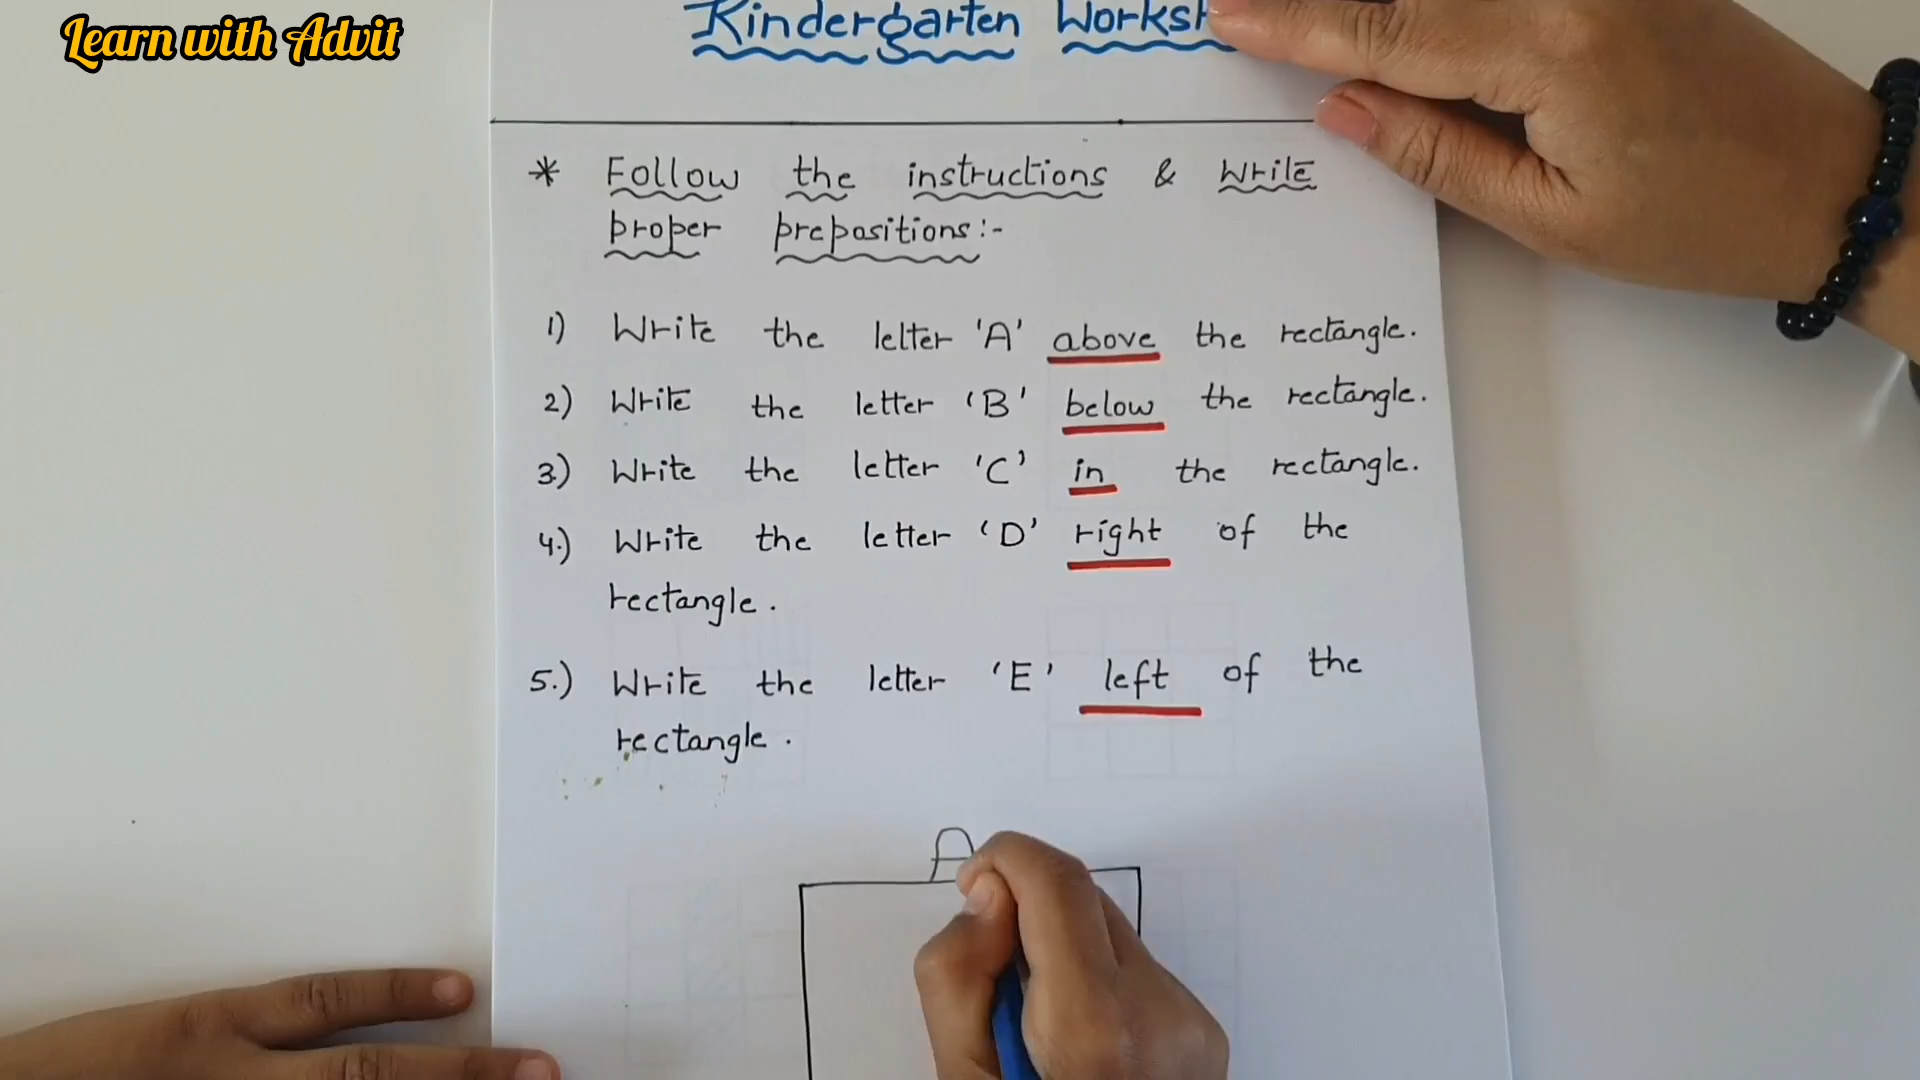 Learn with Advit
Kindergarten Worksh
* Follow the instructions & Write
proper prepositions:-
1) Write the letter 'A' above the rectangle.
2) Write the letter 'B' below the rectangle.
3.) Write the letter 'C' in the rectangle.
4.) Write the letter 'D' right of the
rectangle.
5.) Write the letter 'E' left of the
rectangle.
A